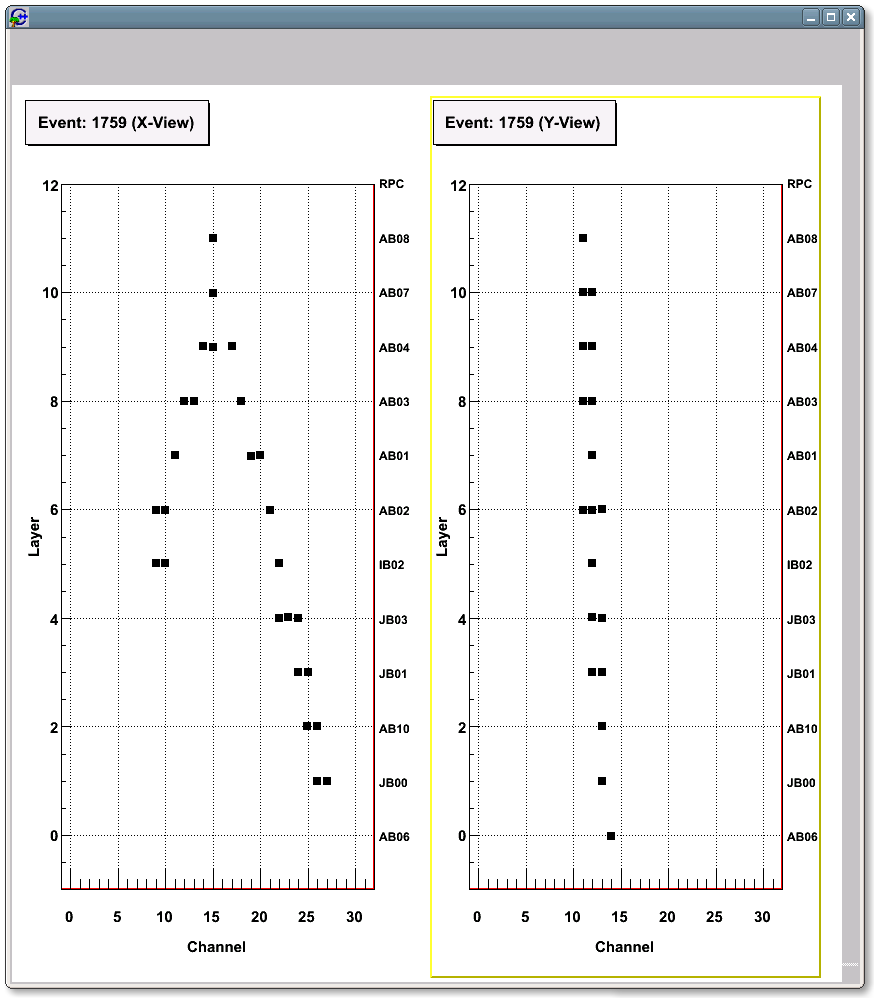 Event: 1759 (X-View)
12
10
8
6
4
2
0
Layer
RPC
AB08
AB07
AB04
AB03
AB01
AB02
IB02
JB03
JB01
AB10
JB00
AB06
0 5 10 15 20 25 30
Channel
Event: 1759 (Y-View)
12
10
8
6
4
2
0
Layer
RPC
AB08
AB07
AB04
AB03
AB01
AB02
IB02
JB03
JB01
AB10
JB00
AB06
0 5 10 15 20 25 30
Channel